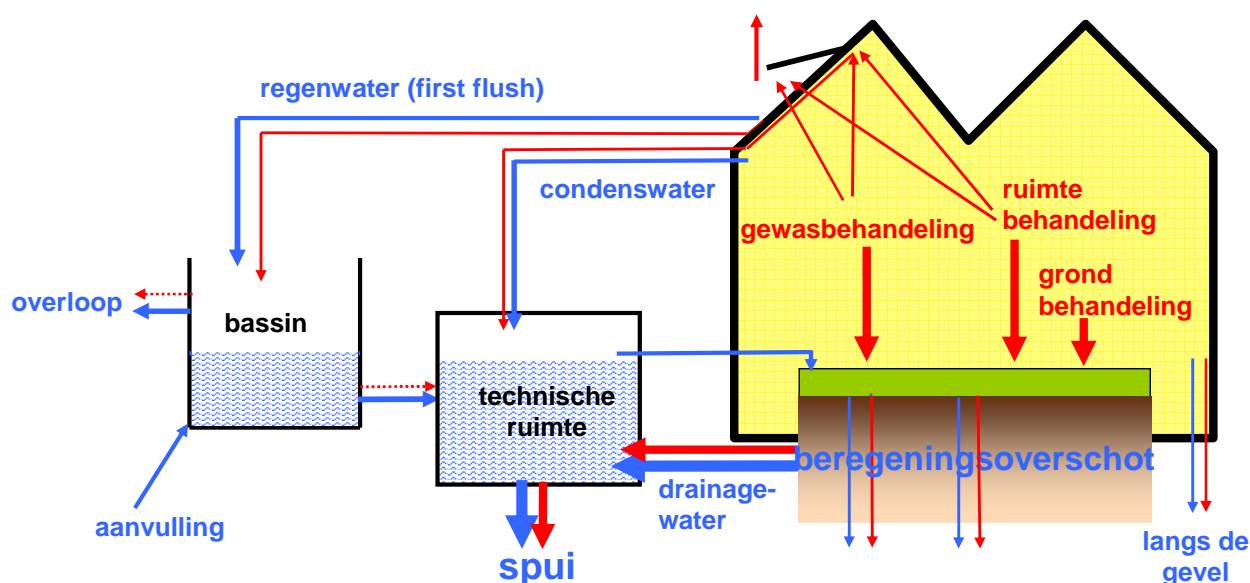 regenwater (first flush)
condenswater
ruimte
behandeling
gewasbehandeling
grond
behandeling
overloop
bassin
technische
ruimte
beregeningsoverschot
drainage-
water
aanvulling
spui
langs de
gevel